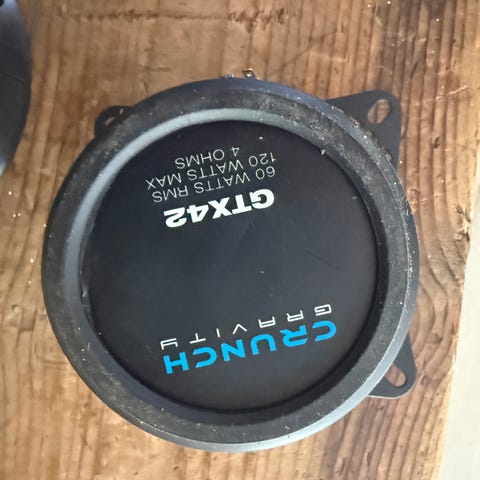 CRUNCH
GRAVITY
GTX42
60 WATTS RMS
120 WATTS MAX
4 OHMS